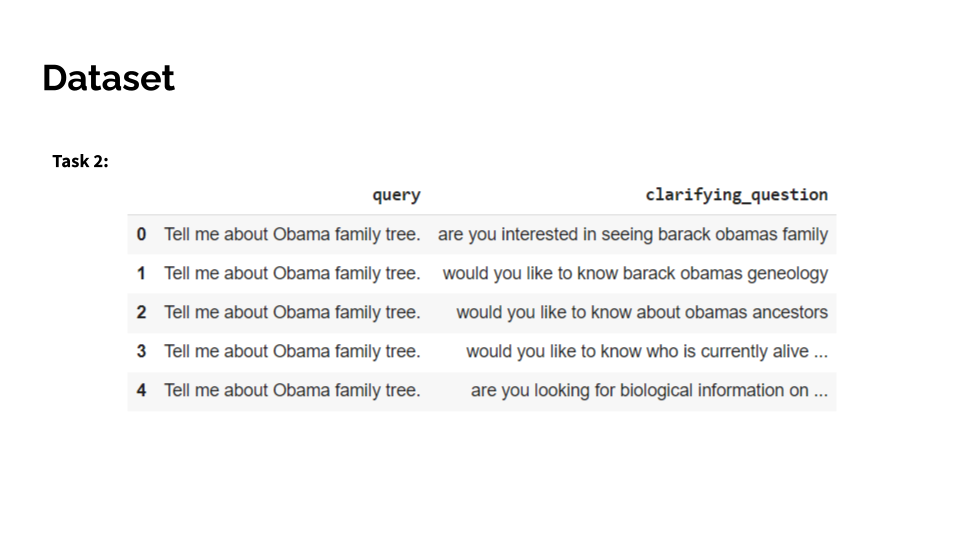 Dataset
Task 2:
query clarifying_question
0 Tell me about Obama family tree. are you interested in seeing barack obamas family
1 Tell me about Obama family tree. would you like to know barack obamas geneology
2 Tell me about Obama family tree. would you like to know about obamas ancestors
3 Tell me about Obama family tree. would you like to know who is currently alive ...
4 Tell me about Obama family tree. are you looking for biological information on ...